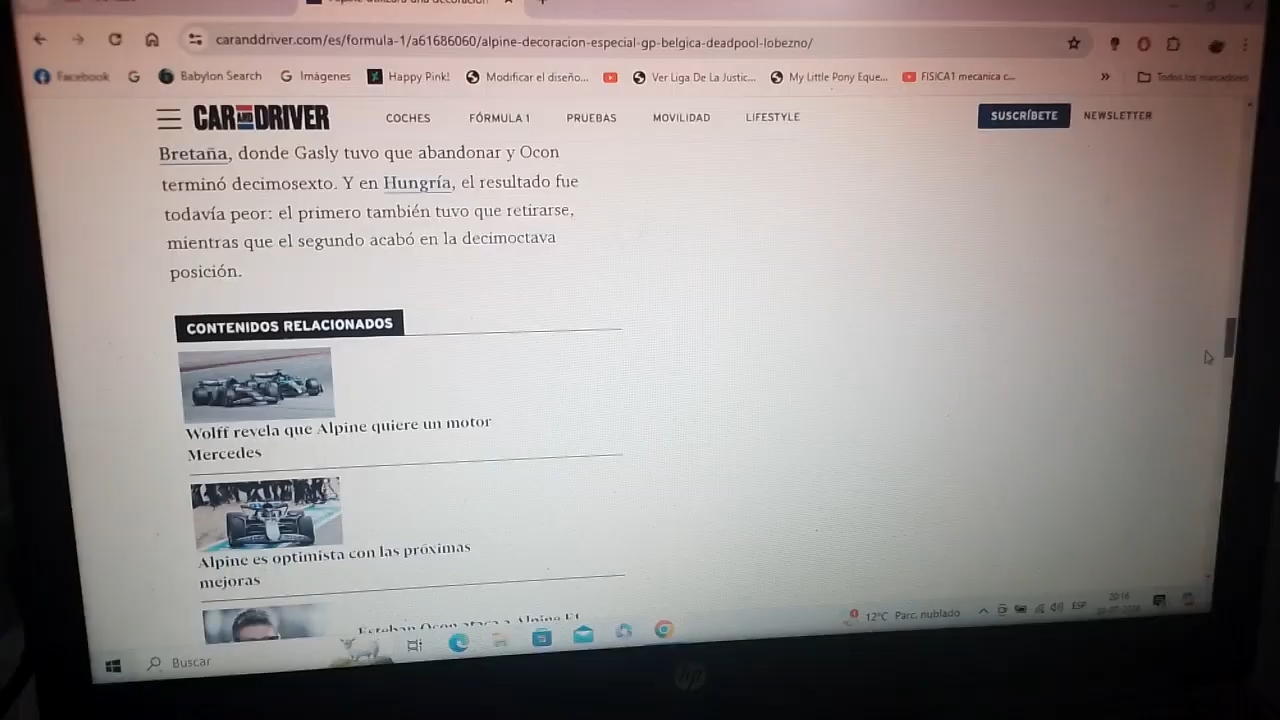 caranddriver.com/es/formula-1/a61686060/alpine-decoracion-especial-gp-belgica-deadpool-lobezno/
Facebook G Babylon Search G Imágenes Happy Pink! Modificar el diseño... Ver Liga De La Justic... My Little Pony Eque... FISICA1 mecanica c... » Todos los marcadores
CAR AND DRIVER COCHES FÓRMULA 1 PRUEBAS MOVILIDAD LIFESTYLE SUSCRÍBETE NEWSLETTER
Bretaña, donde Gasly tuvo que abandonar y Ocon
terminó decimosexto. Y en Hungría, el resultado fue
todavía peor: el primero también tuvo que retirarse,
mientras que el segundo acabó en la decimoctava
posición.
CONTENIDOS RELACIONADOS
Wolff revela que Alpine quiere un motor
Mercedes
Alpine es optimista con las próximas
mejoras
12°C Parc. nublado ESP 20:16
Buscar
hp